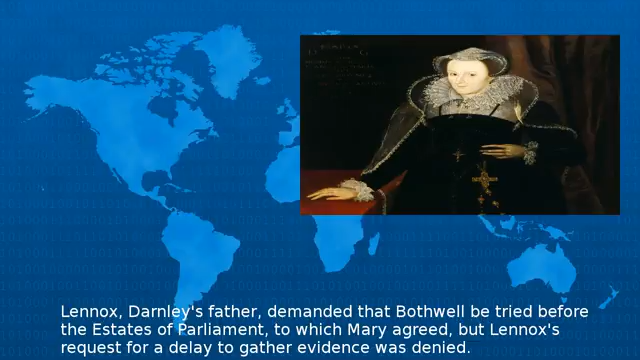 Lennox, Darnley's father, demanded that Bothwell be tried before
the Estates of Parliament, to which Mary agreed, but Lennox's
request for a delay to gather evidence was denied.